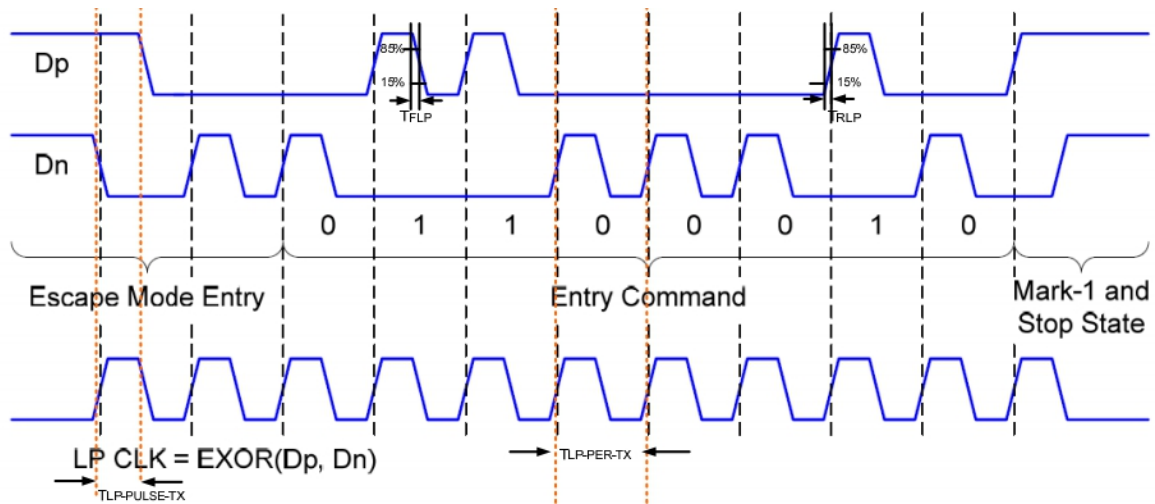 Dp
85%
15%
TFLP
85%
15%
TRLP
Dn
0 1 1 0 0 0 1 0
Escape Mode Entry
Entry Command
Mark-1 and
Stop State
LP CLK = EXOR(Dp, Dn)
TLP-PER-TX
TLP-PULSE-TX